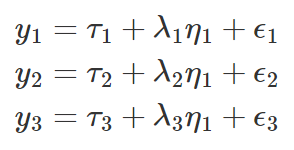 y₁ = τ₁ + λ₁η₁ + ϵ₁
y₂ = τ₂ + λ₂η₁ + ϵ₂
y₃ = τ₃ + λ₃η₁ + ϵ₃